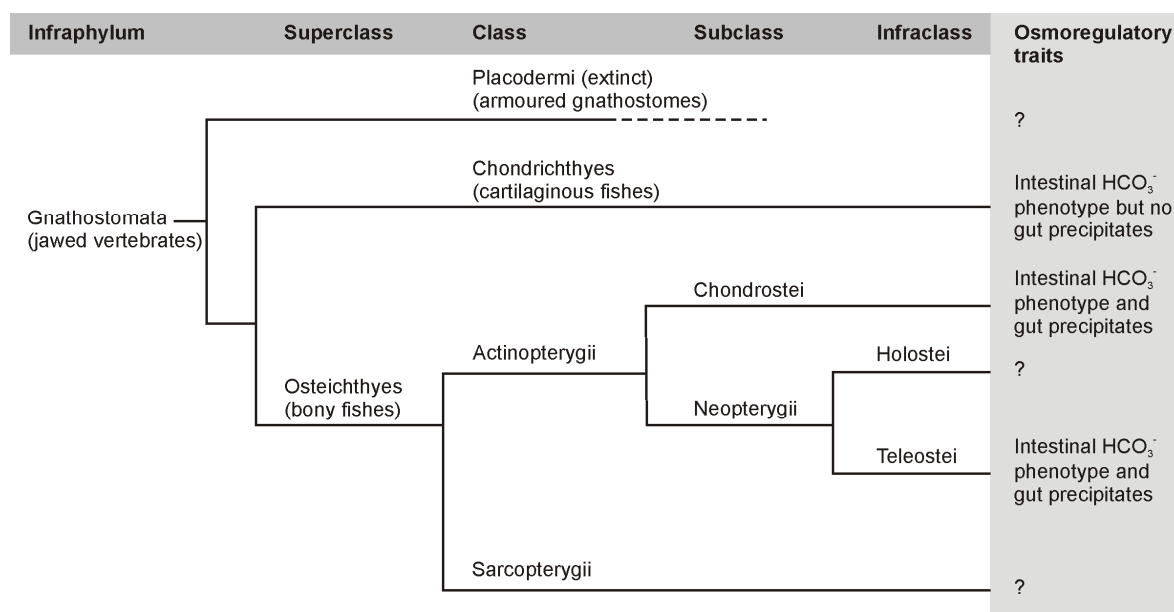 Infraphylum
Superclass
Class
Subclass
Infraclass
Osmoregulatory
traits
Placodermi (extinct)
(armoured gnathostomes)
?
Chondrichthyes
(cartilaginous fishes)
Intestinal HCO₃⁻
phenotype but no
gut precipitates
Gnathostomata
(jawed vertebrates)
Chondrostei
Intestinal HCO₃⁻
phenotype and
gut precipitates
Actinopterygii
Holostei
?
Osteichthyes
(bony fishes)
Neopterygii
Teleostei
Intestinal HCO₃⁻
phenotype and
gut precipitates
Sarcopterygii
?